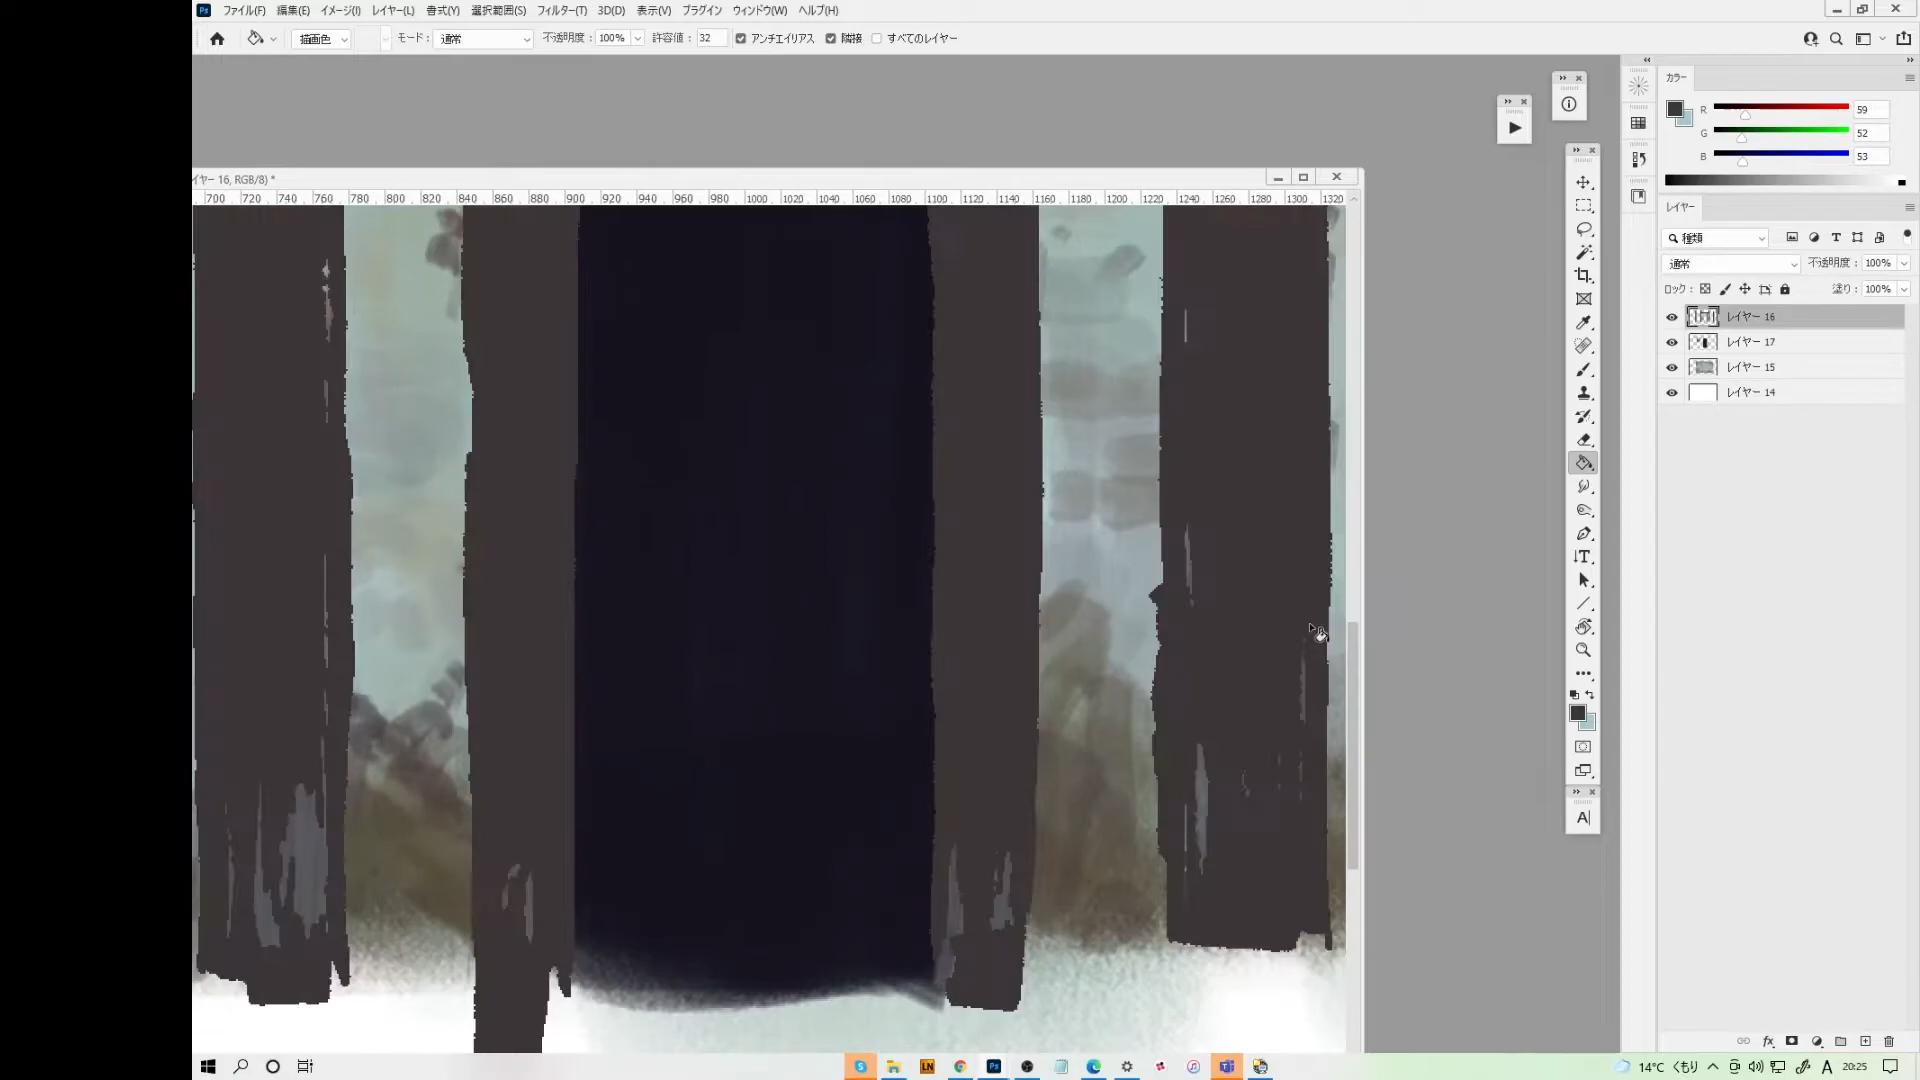 Ps ファイル(F) 編集(E) イメージ(I) レイヤー(L) 書式(Y) 選択範囲(S) フィルター(T) 3D(D) 表示(V) プラグイン ウィンドウ(W) ヘルプ(H)
描画色 モード： 通常 不透明度： 100% 許容値： 32 アンチエイリアス 隣接 すべてのレイヤー
カラー
R 59
G 52
B 53
イヤー 16, RGB/8) *
700 720 740 760 780 800 820 840 860 880 900 920 940 960 980 1000 1020 1040 1060 1080 1100 1120 1140 1160 1180 1200 1220 1240 1260 1280 1300 1320
レイヤー
種類
通常 不透明度： 100%
ロック： 塗り： 100%
レイヤー 16
レイヤー 17
レイヤー 15
レイヤー 14
A|
fx
LN Ps 14°C くもり A 20:25